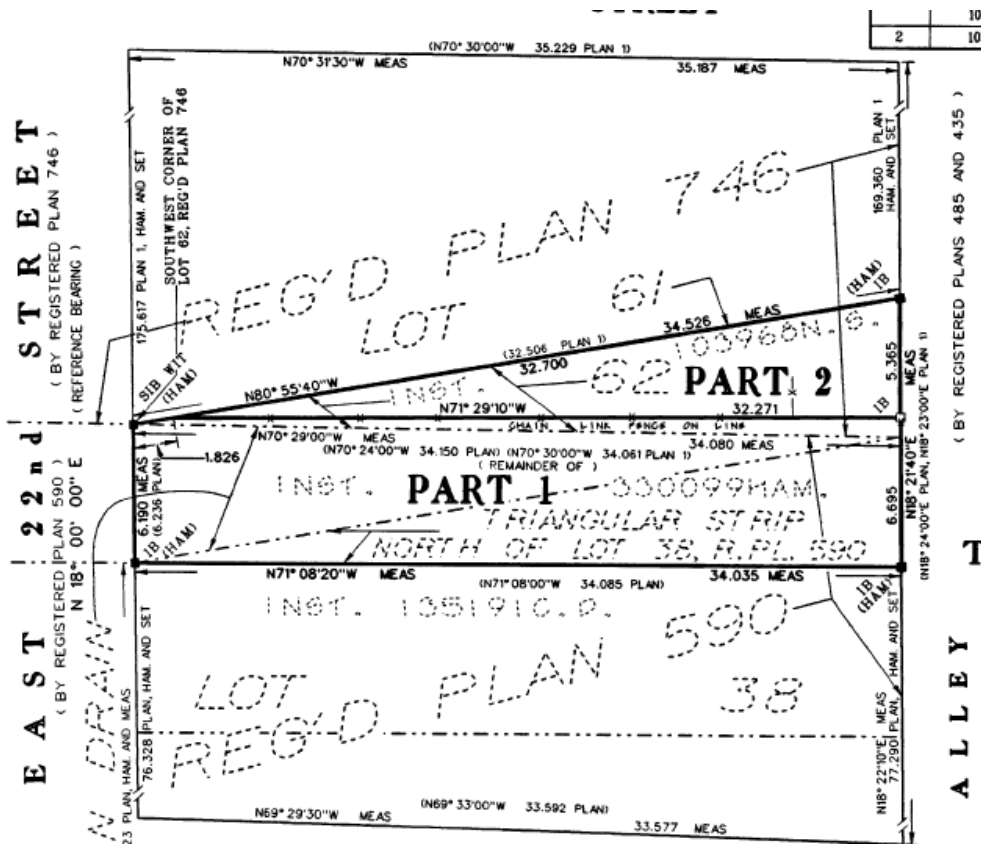 10
2 10
(N70° 30'00"W 35.229 PLAN 1)
N70° 31'30"W MEAS 35.187 MEAS
EAST 22nd STREET
( BY REGISTERED PLAN 746 )
( REFERENCE BEARING )
( BY REGISTERED PLAN 590 )
N 18° 00' 00" E
175.617 PLAN 1, HAM. AND SET
SOUTHWEST CORNER OF
LOT 62, REG'D PLAN 746
REG'D PLAN 746
LOT 61
169.360 PLAN 1
HAM. AND SET
( BY REGISTERED PLANS 485 AND 435 )
(HAM)
IB
34.526 MEAS
(32.506 PLAN 1)
32.700
N80° 55'40"W
INST. 62 103968N.S.
PART 2
5.365 MEAS
SIB WIT
(HAM)
N71° 29'10"W 32.271
IB
CHAIN LINK FENCE ON LINE
N70° 29'00"W MEAS 34.080 MEAS
(N70° 24'00"W 34.150 PLAN) (N70° 30'00"W 34.061 PLAN 1)
( REMAINDER OF )
1.826
6.190 MEAS
(6.236 PLAN)
INST. PART 1 330099HAM.
6.695
N18° 21'40"E
(N18° 24'00"E PLAN, N18° 23'00"E PLAN 1)
TRIANGULAR STRIP
NORTH OF LOT 38, R.PL. 590
IB
(HAM)
N71° 08'20"W MEAS 34.035 MEAS
(N71° 08'00"W 34.085 PLAN)
IB
(HAM)
INST. 135191C.P.
LOT 38
REG'D PLAN 590
76.328 PLAN, HAM. AND SET
23 PLAN, HAM. AND MEAS
DRAIN
N18° 22'10"E MEAS
77.290 PLAN, HAM. AND SET
ALLEY
T
N69° 29'30"W MEAS (N69° 33'00"W 33.592 PLAN)
33.577 MEAS